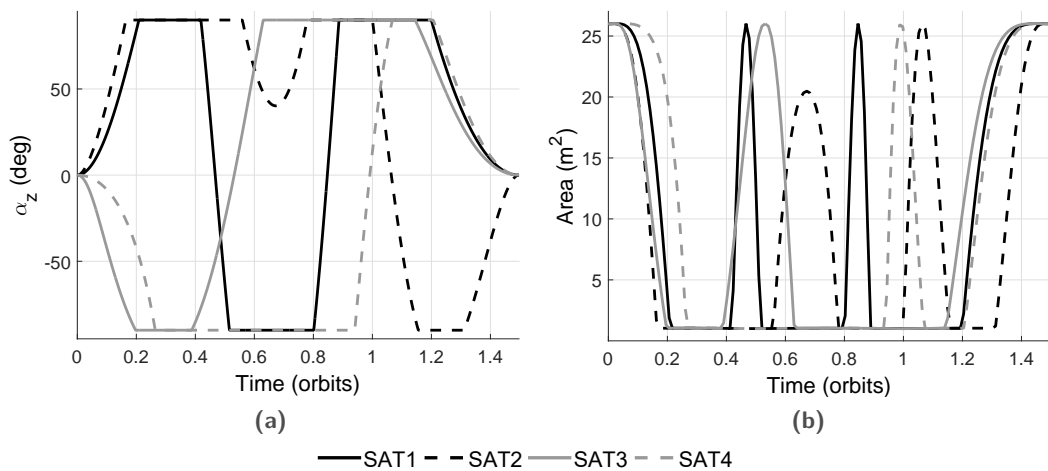 50
0
-50
α_z (deg)
0 0.2 0.4 0.6 0.8 1 1.2 1.4
Time (orbits)
(a)
25
20
15
10
5
Area (m²)
0 0.2 0.4 0.6 0.8 1 1.2 1.4
Time (orbits)
(b)
SAT1 SAT2 SAT3 SAT4